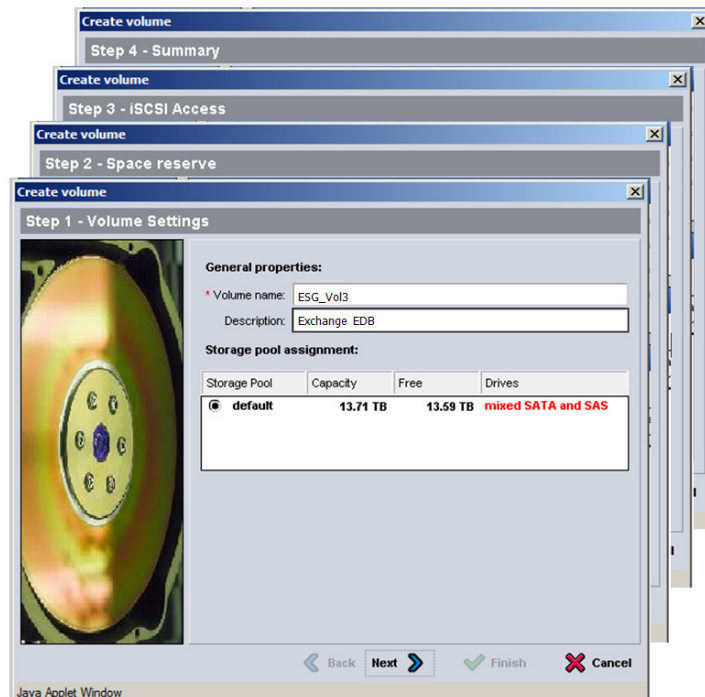 Create volume
Step 4 - Summary
Create volume
Step 3 - iSCSI Access
Create volume
Step 2 - Space reserve
Create volume
Step 1 - Volume Settings
General properties:
* Volume name: ESG_Vol3
Description: Exchange EDB
Storage pool assignment:
Storage Pool Capacity Free Drives
default 13.71 TB 13.59 TB mixed SATA and SAS
Back Next Finish Cancel
Java Applet Window